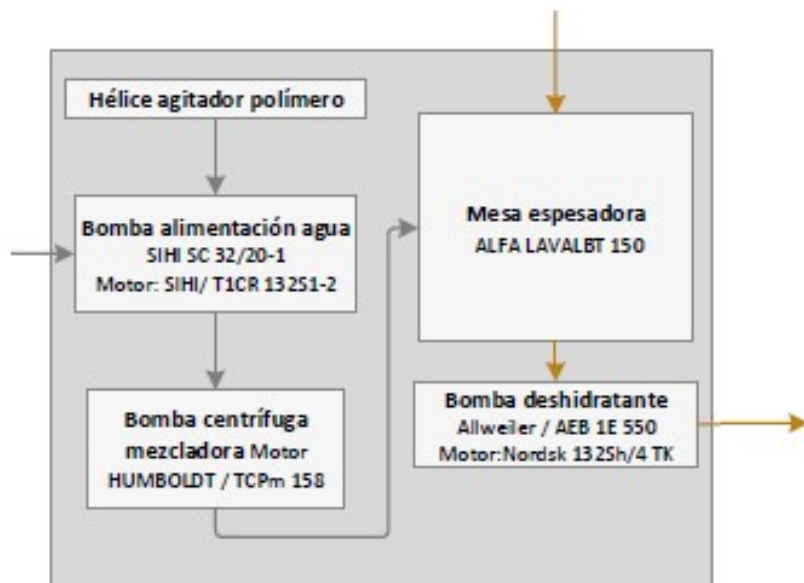 Hélice agitador polímero
Bomba alimentación agua
SIHI SC 32/20-1
Motor: SIHI/ T1CR 132S1-2
Bomba centrífuga
mezcladora Motor
HUMBOLDT / TCPm 158
Mesa espesadora
ALFA LAVALBT 150
Bomba deshidratante
Allweiler / AEB 1E 550
Motor:Nordsk 132Sh/4 TK